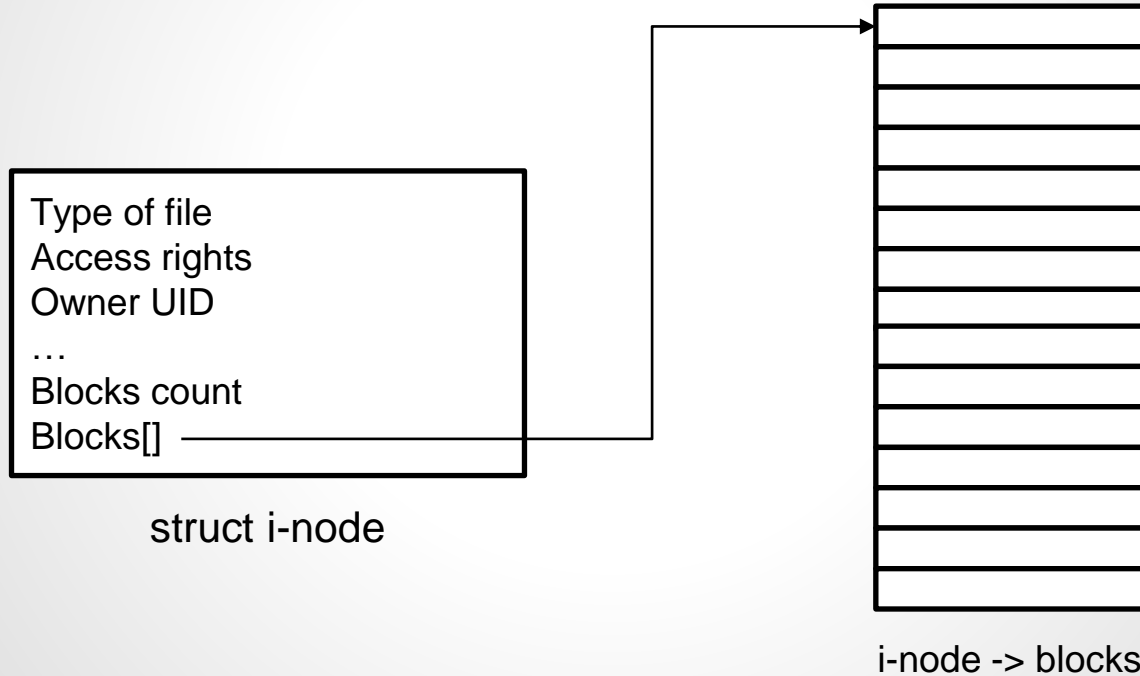 Type of file
Access rights
Owner UID
…
Blocks count
Blocks[]
struct i-node
i-node -> blocks